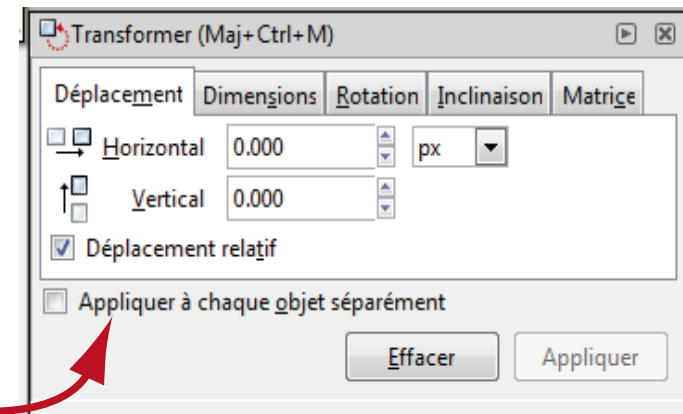 Transformer (Maj+Ctrl+M)
Déplacement Dimensions Rotation Inclinaison Matrice
Horizontal 0.000 px
Vertical 0.000
Déplacement relatif
Appliquer à chaque objet séparément
Effacer Appliquer